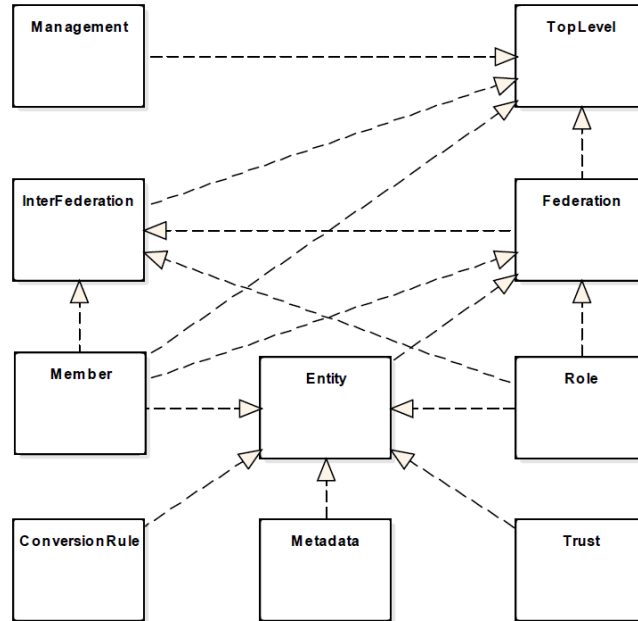 Management
TopLevel
InterFederation
Federation
Member
Entity
Role
ConversionRule
Metadata
Trust